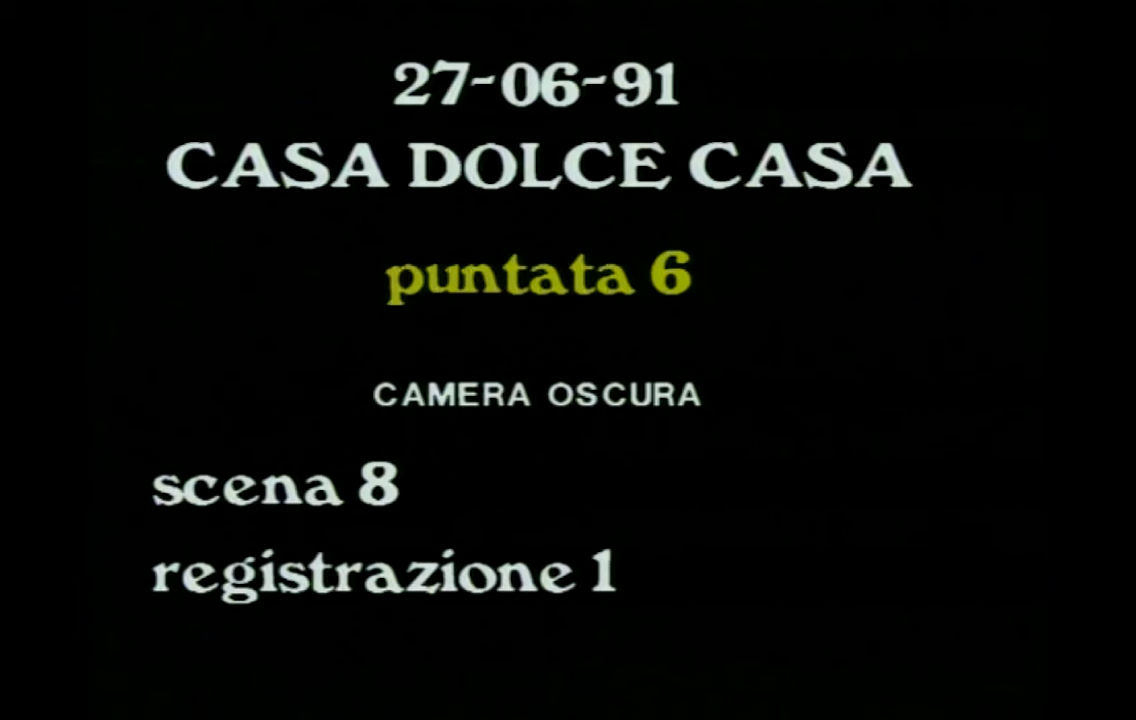 27-06-91
CASA DOLCE CASA
puntata 6
CAMERA OSCURA
scena 8
registrazione 1